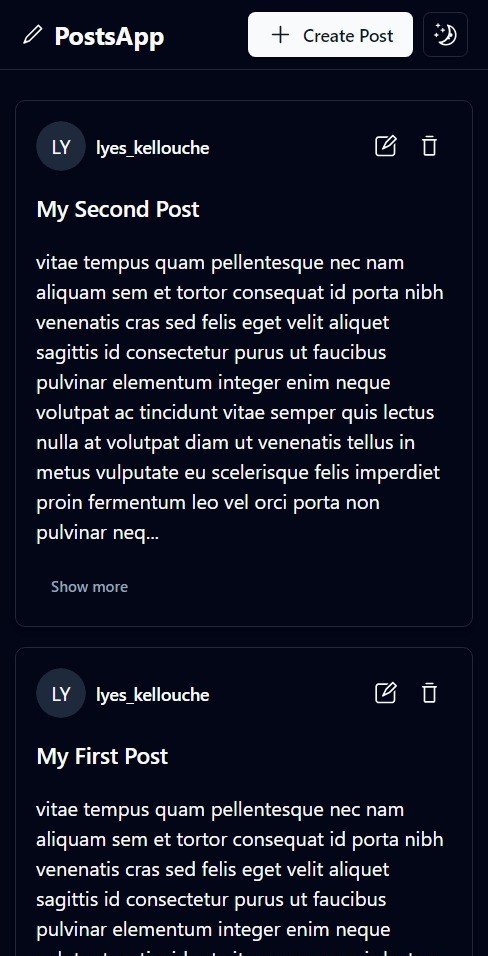 PostsApp
Create Post
LY
lyes_kellouche
My Second Post
vitae tempus quam pellentesque nec nam
aliquam sem et tortor consequat id porta nibh
venenatis cras sed felis eget velit aliquet
sagittis id consectetur purus ut faucibus
pulvinar elementum integer enim neque
volutpat ac tincidunt vitae semper quis lectus
nulla at volutpat diam ut venenatis tellus in
metus vulputate eu scelerisque felis imperdiet
proin fermentum leo vel orci porta non
pulvinar neq...
Show more
LY
lyes_kellouche
My First Post
vitae tempus quam pellentesque nec nam
aliquam sem et tortor consequat id porta nibh
venenatis cras sed felis eget velit aliquet
sagittis id consectetur purus ut faucibus
pulvinar elementum integer enim neque